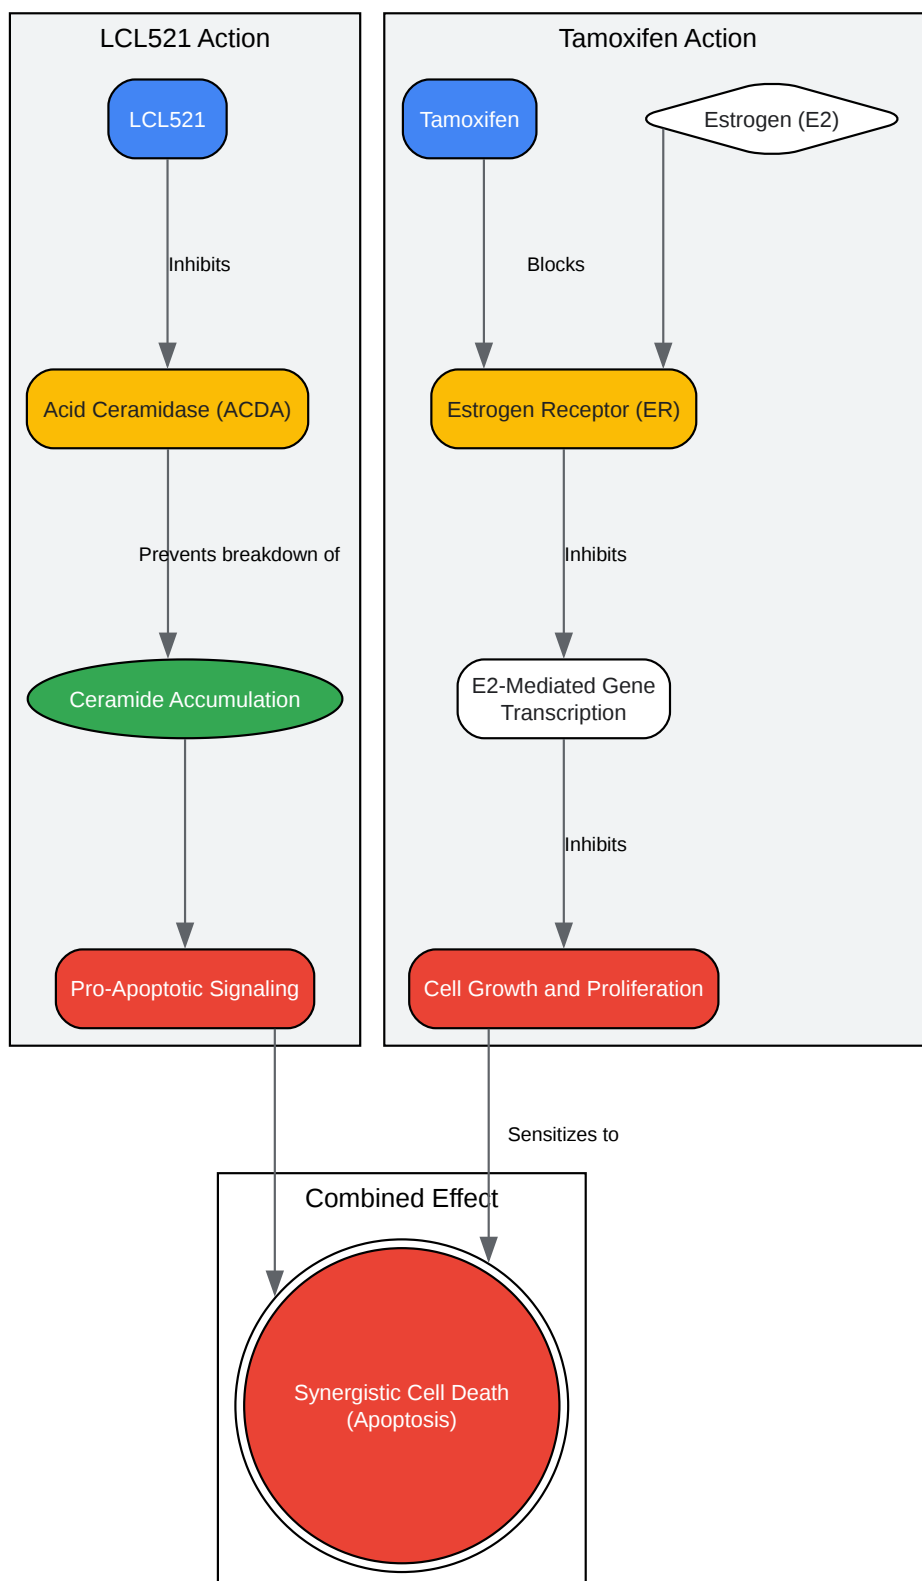 LCL521 Action
LCL521
Inhibits
Acid Ceramidase (ACDA)
Prevents breakdown of
Ceramide Accumulation
Pro-Apoptotic Signaling
Tamoxifen Action
Tamoxifen
Estrogen (E2)
Blocks
Estrogen Receptor (ER)
Inhibits
E2-Mediated Gene
Transcription
Inhibits
Cell Growth and Proliferation
Sensitizes to
Combined Effect
Synergistic Cell Death
(Apoptosis)